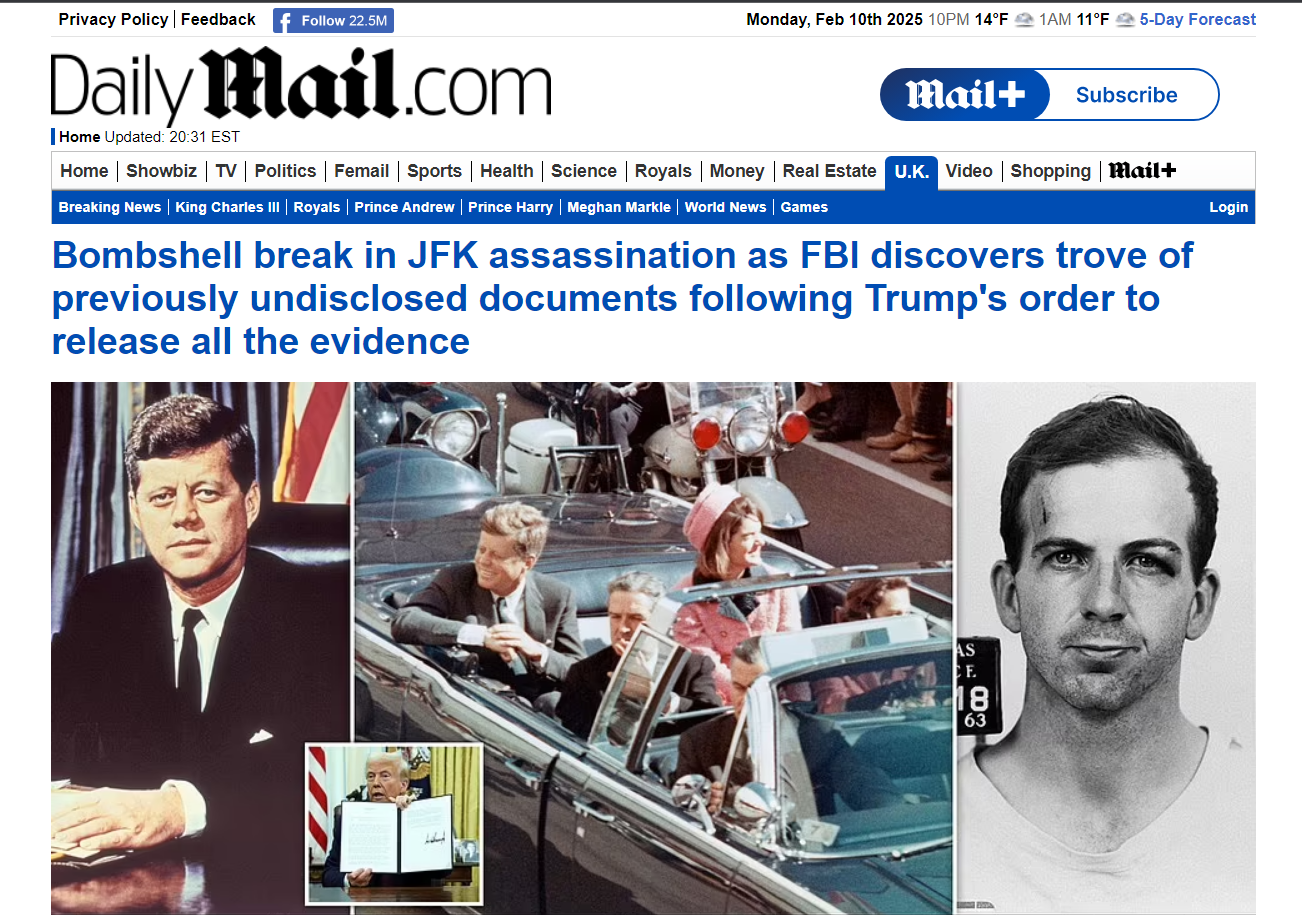 Privacy Policy Feedback Follow 22.5M Monday, Feb 10th 2025 10PM 14°F 1AM 11°F 5-Day Forecast
DailyMail.com
Mail+ Subscribe
Home Updated: 20:31 EST
Home Showbiz TV Politics Femail Sports Health Science Royals Money Real Estate U.K. Video Shopping Mail+
Breaking News King Charles III Royals Prince Andrew Prince Harry Meghan Markle World News Games Login
Bombshell break in JFK assassination as FBI discovers trove of
previously undisclosed documents following Trump's order to
release all the evidence
AS
CE
18
63